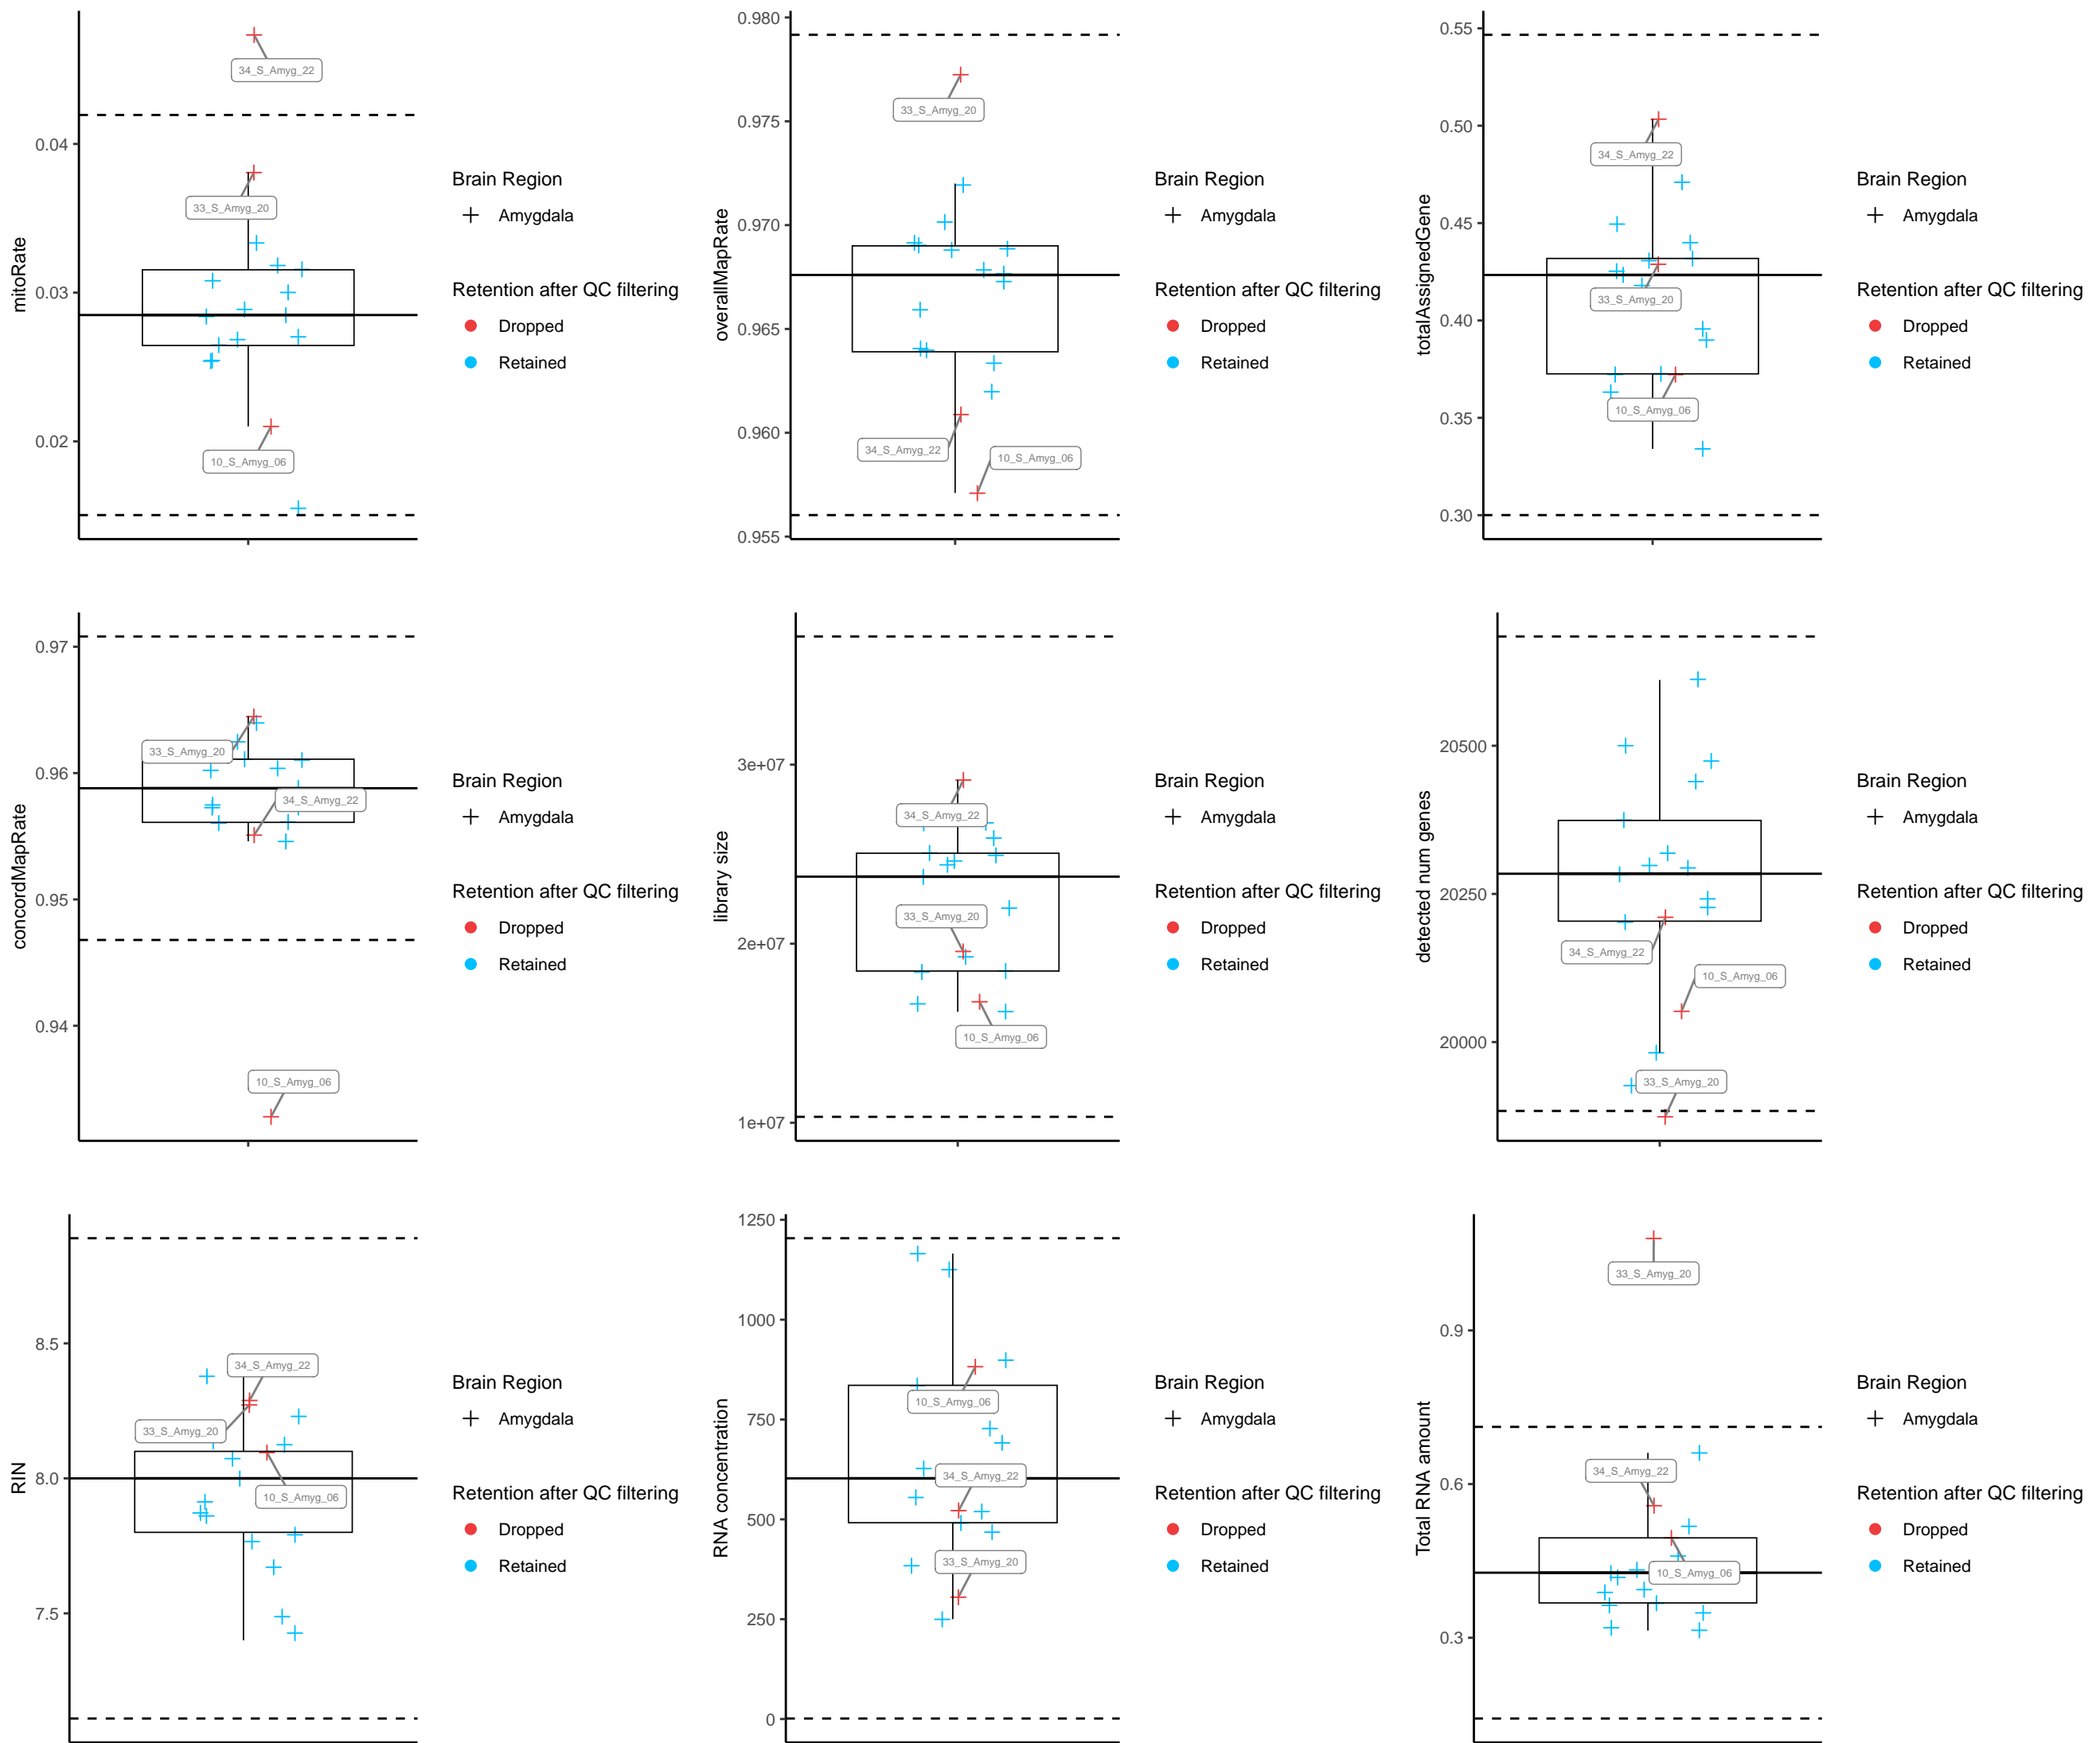 mitoRate
0.04
0.03
0.02
34_S_Amyg_22
33_S_Amyg_20
10_S_Amyg_06
Brain Region
Amygdala
Retention after QC filtering
Dropped
Retained
overallMapRate
0.980
0.975
0.970
0.965
0.960
0.955
33_S_Amyg_20
34_S_Amyg_22
10_S_Amyg_06
Brain Region
Amygdala
Retention after QC filtering
Dropped
Retained
totalAssignedGene
0.55
0.50
0.45
0.40
0.35
0.30
34_S_Amyg_22
33_S_Amyg_20
10_S_Amyg_06
Brain Region
Amygdala
Retention after QC filtering
Dropped
Retained
concordMapRate
0.97
0.96
0.95
0.94
33_S_Amyg_20
34_S_Amyg_22
10_S_Amyg_06
Brain Region
Amygdala
Retention after QC filtering
Dropped
Retained
library size
3e+07
2e+07
1e+07
34_S_Amyg_22
33_S_Amyg_20
10_S_Amyg_06
Brain Region
Amygdala
Retention after QC filtering
Dropped
Retained
detected num genes
20500
20250
20000
34_S_Amyg_22
10_S_Amyg_06
33_S_Amyg_20
Brain Region
Amygdala
Retention after QC filtering
Dropped
Retained
RIN
8.5
8.0
7.5
34_S_Amyg_22
33_S_Amyg_20
10_S_Amyg_06
Brain Region
Amygdala
Retention after QC filtering
Dropped
Retained
RNA concentration
1250
1000
750
500
250
0
10_S_Amyg_06
34_S_Amyg_22
33_S_Amyg_20
Brain Region
Amygdala
Retention after QC filtering
Dropped
Retained
Total RNA amount
0.9
0.6
0.3
33_S_Amyg_20
34_S_Amyg_22
10_S_Amyg_06
Brain Region
Amygdala
Retention after QC filtering
Dropped
Retained